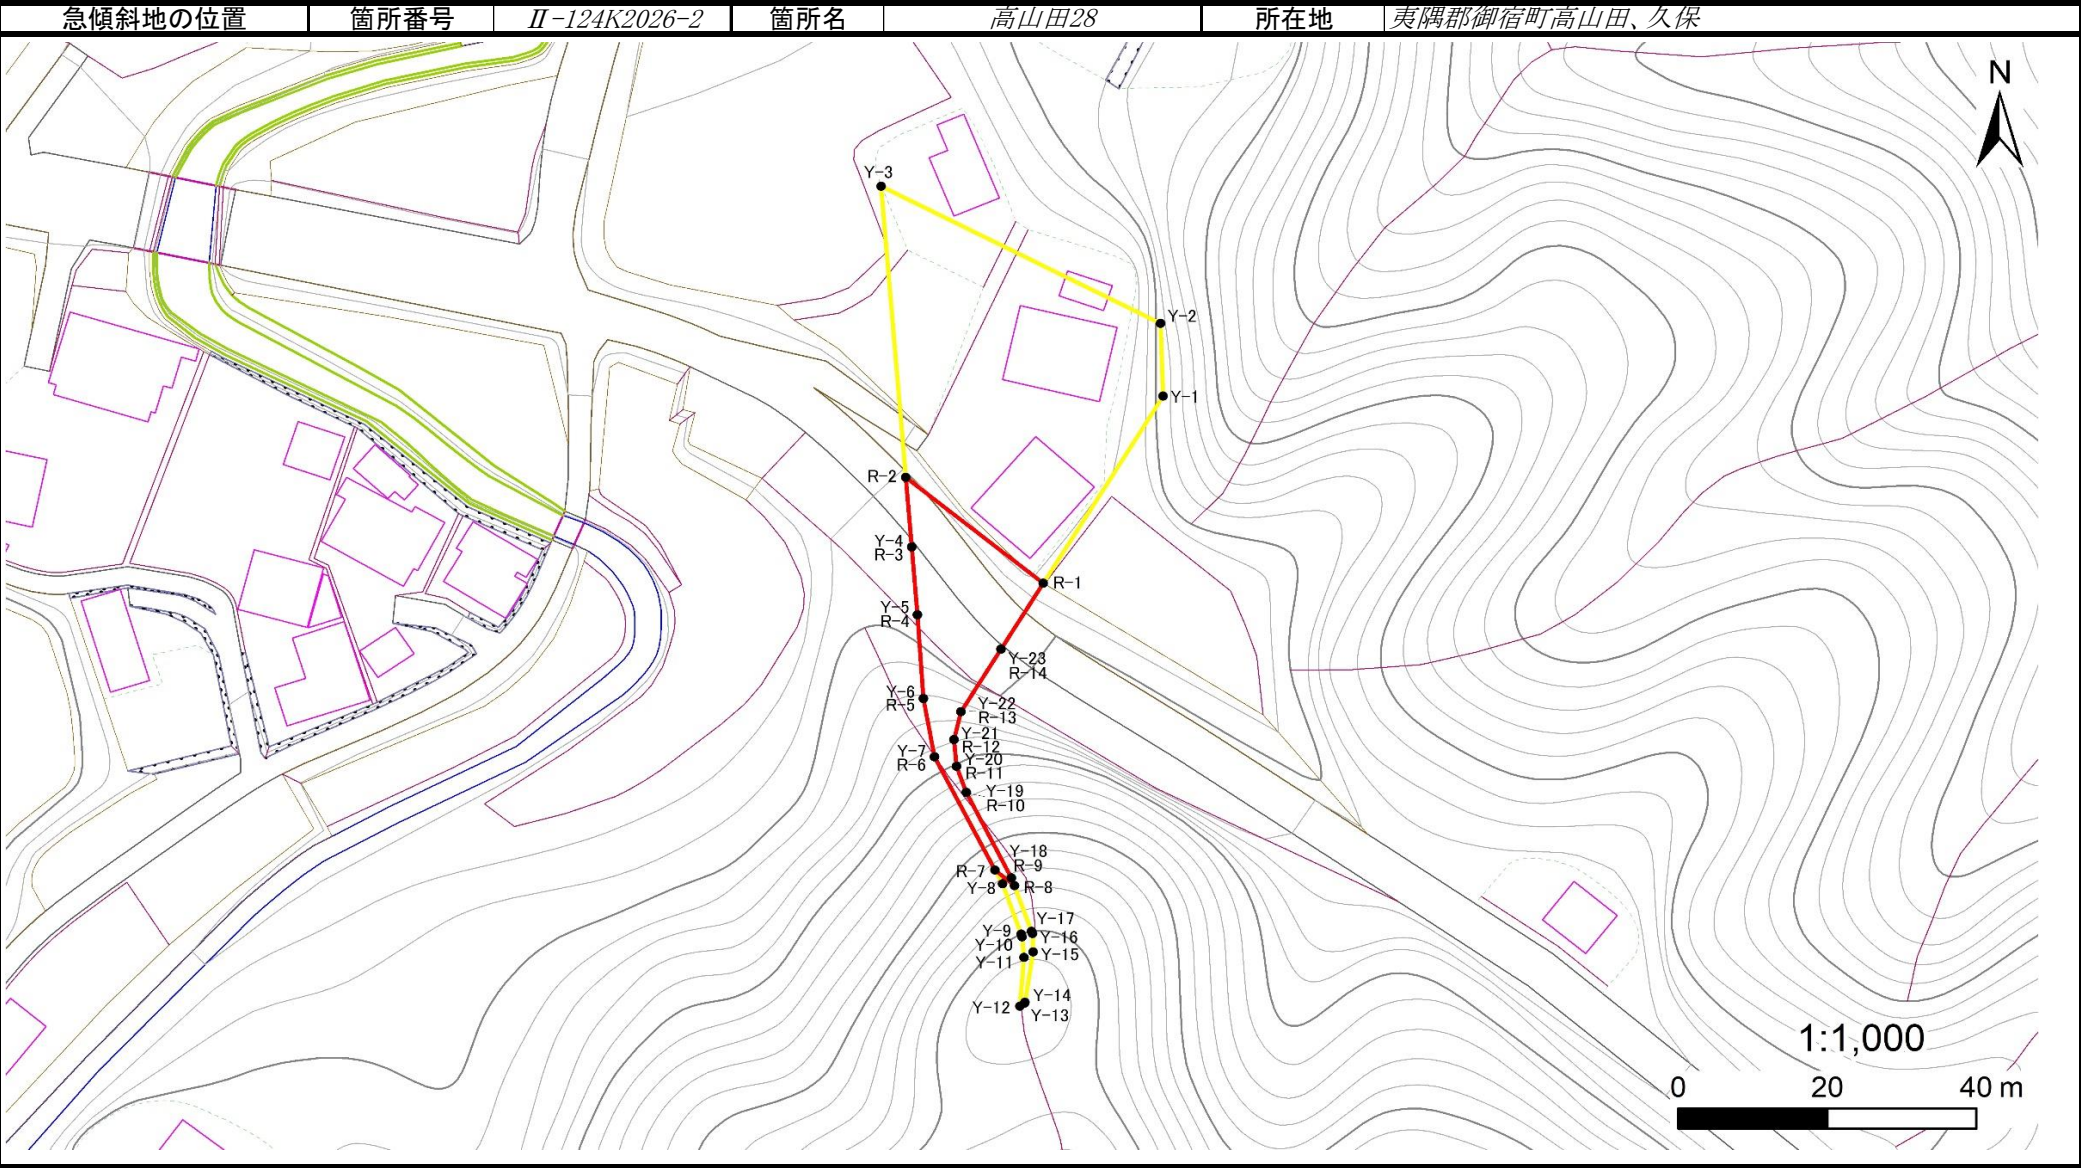 急傾斜地の位置 箇所番号 Ⅱ-124K2026-2 箇所名 高山田28 所在地 夷隅郡御宿町高山田、久保
N
Y-3
Y-2
Y-1
R-2
Y-4
R-3
R-1
Y-5
R-4
Y-23
R-14
Y-6
R-5
Y-22
R-13
Y-21
R-12
Y-7
R-6
Y-20
R-11
Y-19
R-10
Y-18
R-9
R-7
R-8
Y-8
Y-17
Y-9
Y-16
Y-10
Y-15
Y-11
Y-14
Y-12
Y-13
1:1,000
0 20 40 m